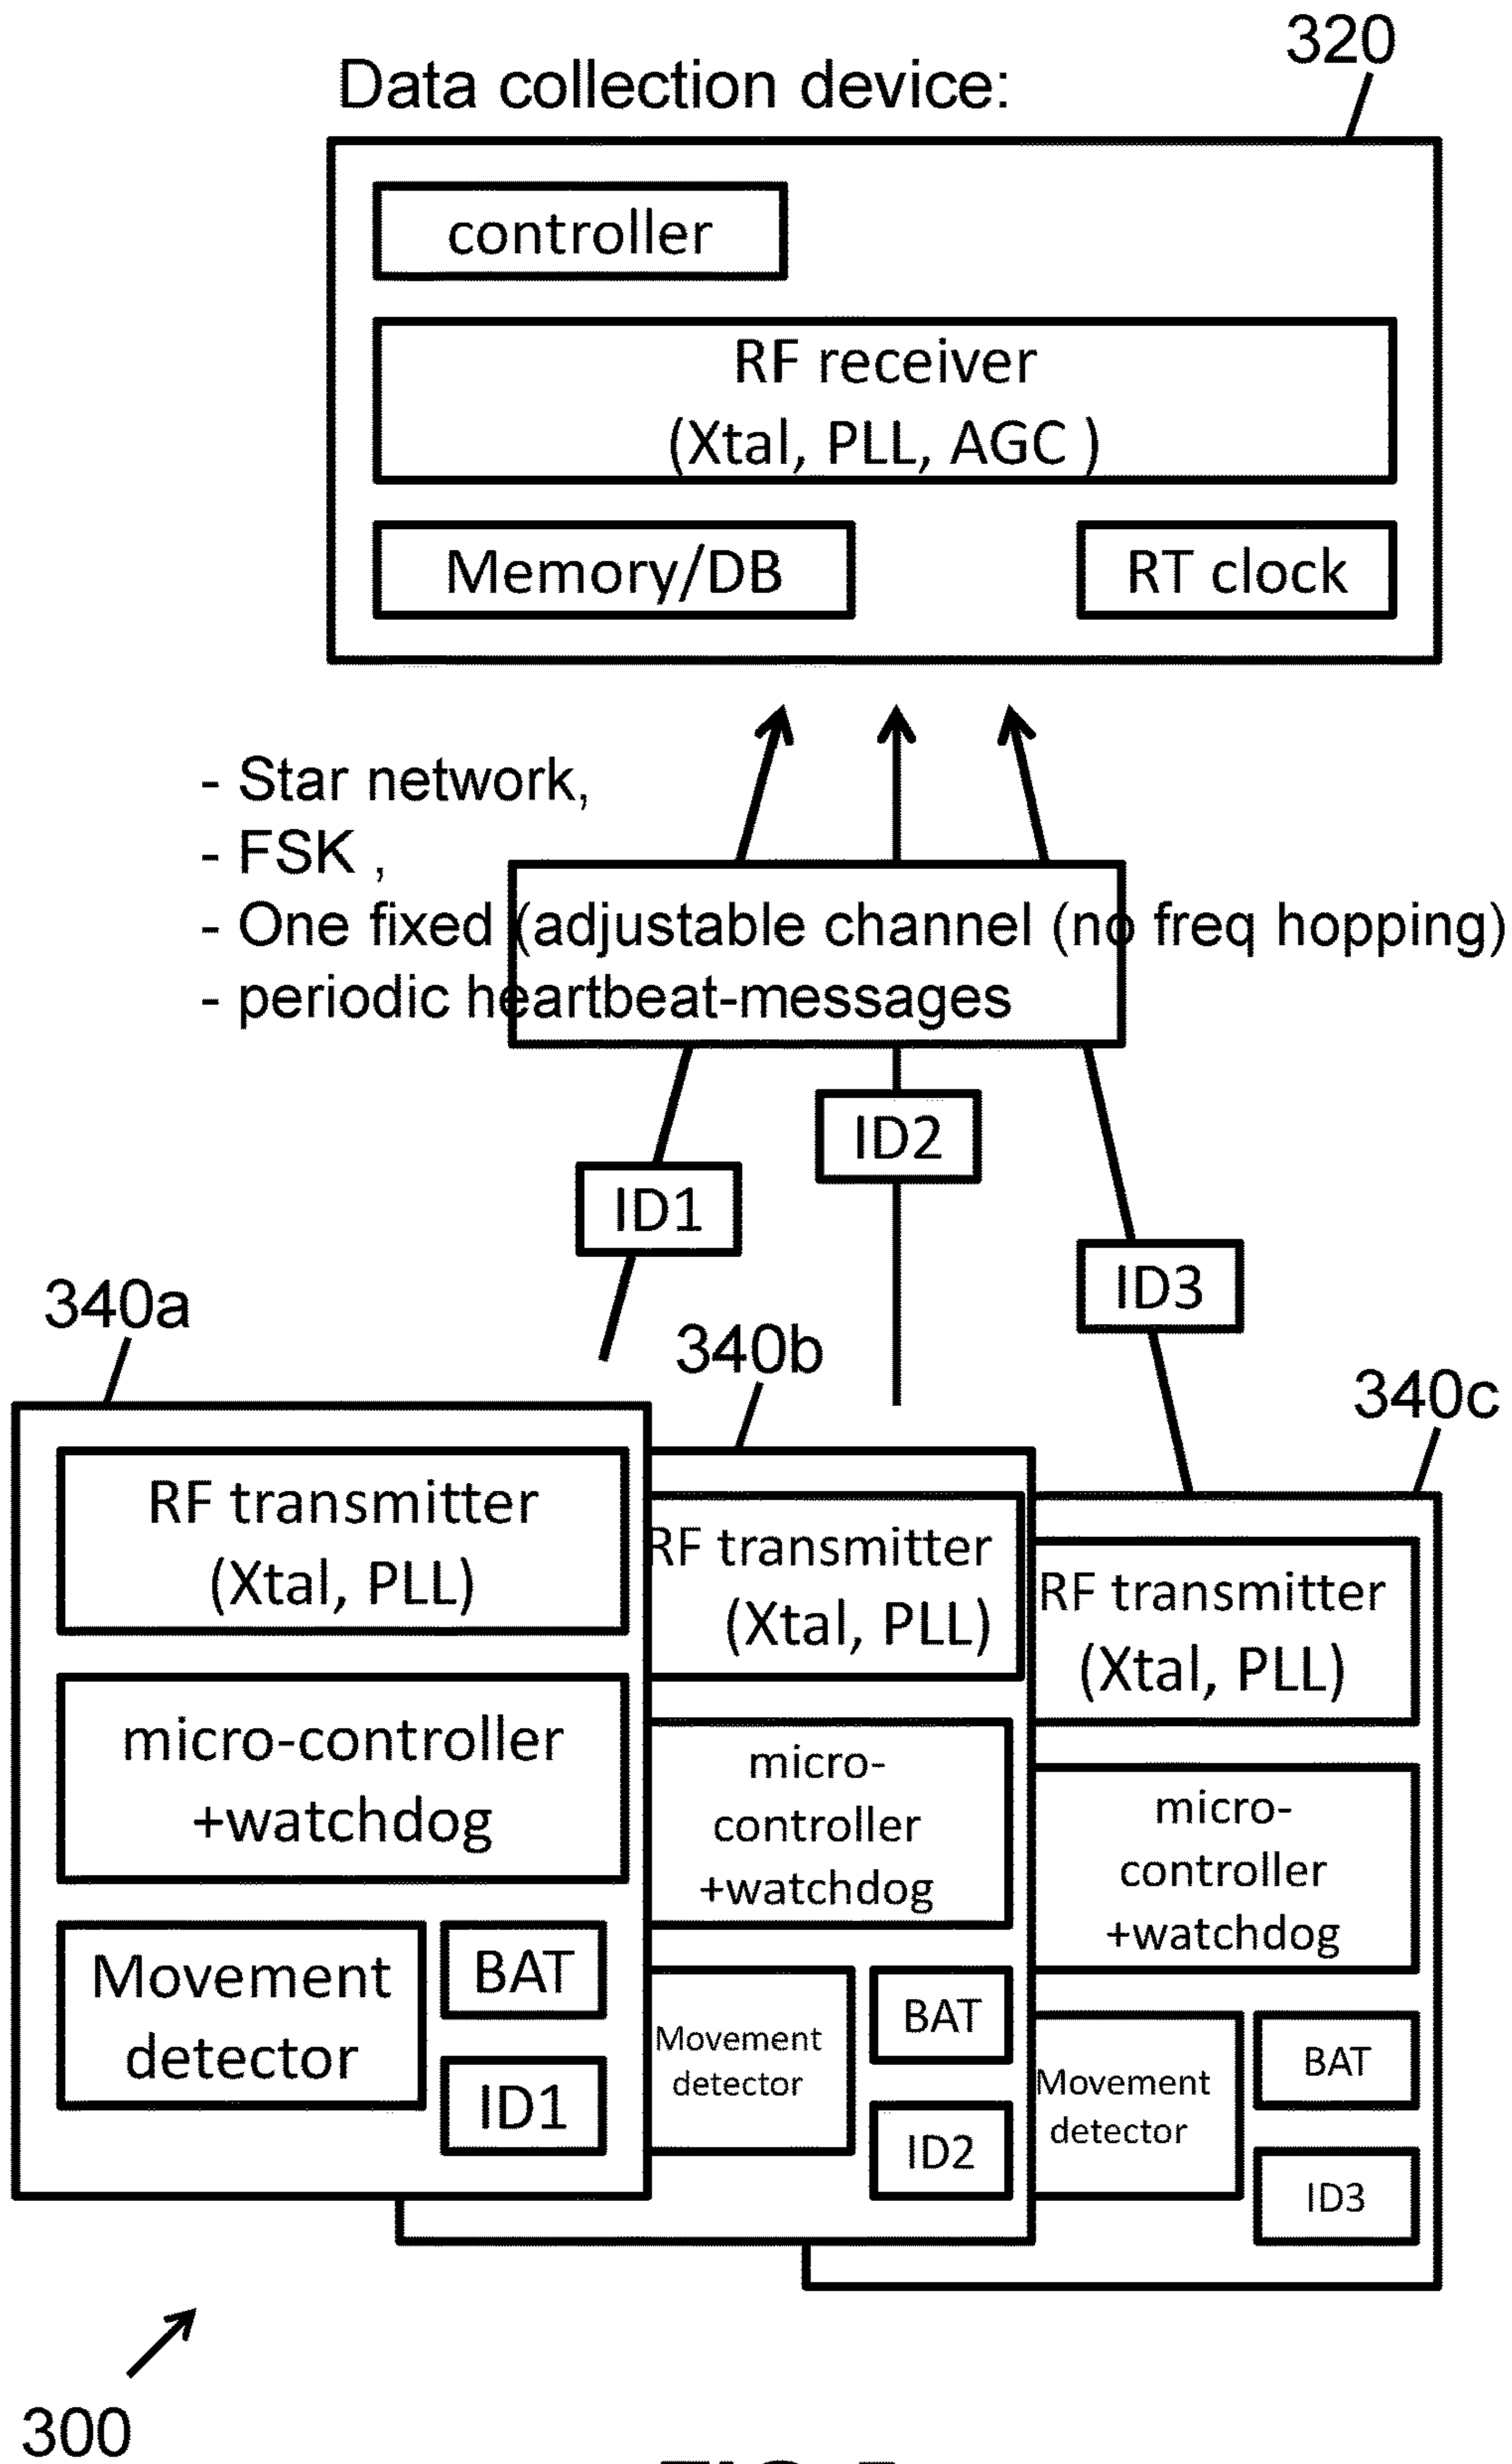 320
Data collection device:
controller
RF receiver
(Xtal, PLL, AGC )
Memory/DB
RT clock
- Star network,
- FSK ,
- One fixed (adjustable channel (no freq hopping)
- periodic heartbeat-messages
ID2
ID1
ID3
340a
340b
340c
RF transmitter
(Xtal, PLL)
micro-controller
+watchdog
Movement
detector
BAT
ID1
RF transmitter
(Xtal, PLL)
micro-
controller
+watchdog
Movement
detector
BAT
ID2
RF transmitter
(Xtal, PLL)
micro-
controller
+watchdog
Movement
detector
BAT
ID3
300